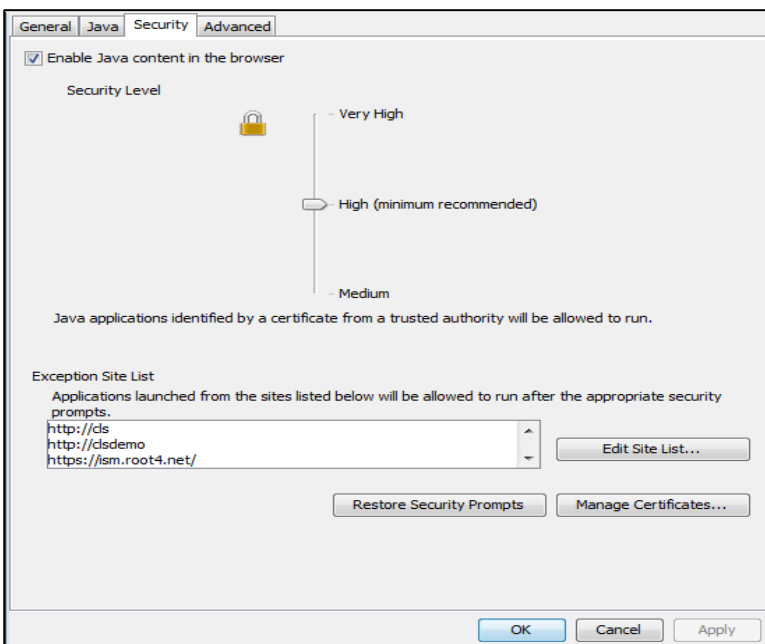 General Java Security Advanced
Enable Java content in the browser
Security Level
Very High
High (minimum recommended)
Medium
Java applications identified by a certificate from a trusted authority will be allowed to run.
Exception Site List
Applications launched from the sites listed below will be allowed to run after the appropriate security
prompts.
http://cls
http://clsdemo
https://ism.root4.net/
Edit Site List...
Restore Security Prompts Manage Certificates...
OK Cancel Apply